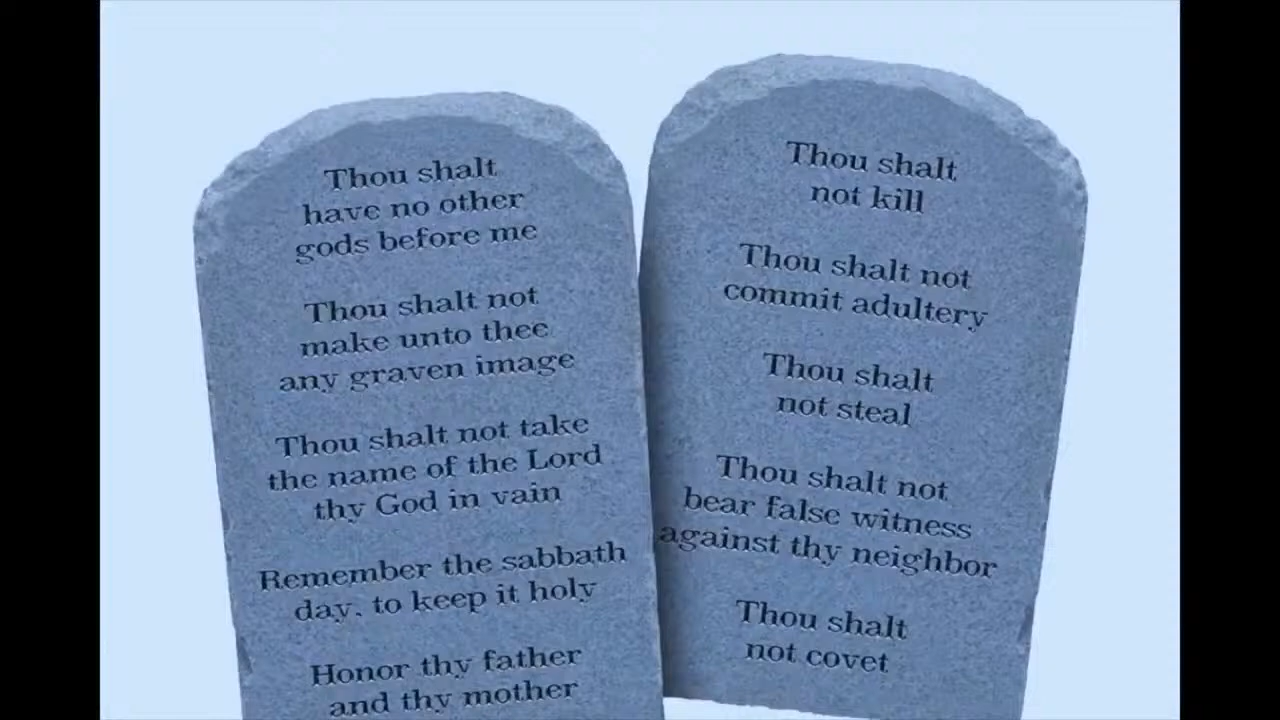 Thou shalt
have no other
gods before me
Thou shalt not
make unto thee
any graven image
Thou shalt not take
the name of the Lord
thy God in vain
Remember the sabbath
day, to keep it holy
Honor thy father
and thy mother
Thou shalt
not kill
Thou shalt not
commit adultery
Thou shalt
not steal
Thou shalt not
bear false witness
against thy neighbor
Thou shalt
not covet